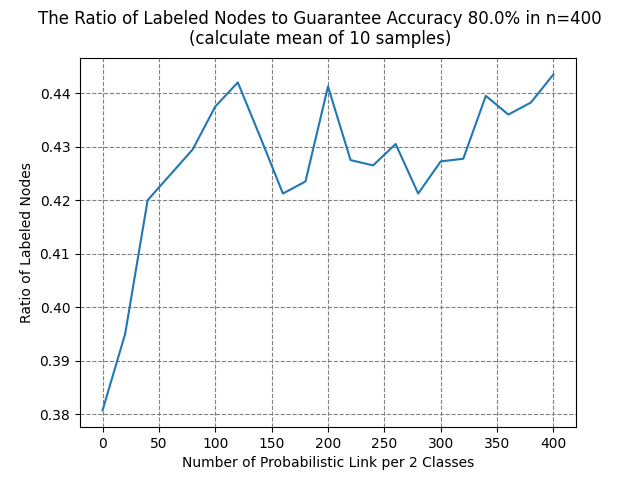 The Ratio of Labeled Nodes to Guarantee Accuracy 80.0% in n=400
(calculate mean of 10 samples)
0.44
0.43
0.42
0.41
0.40
0.39
0.38
Ratio of Labeled Nodes
0 50 100 150 200 250 300 350 400
Number of Probabilistic Link per 2 Classes